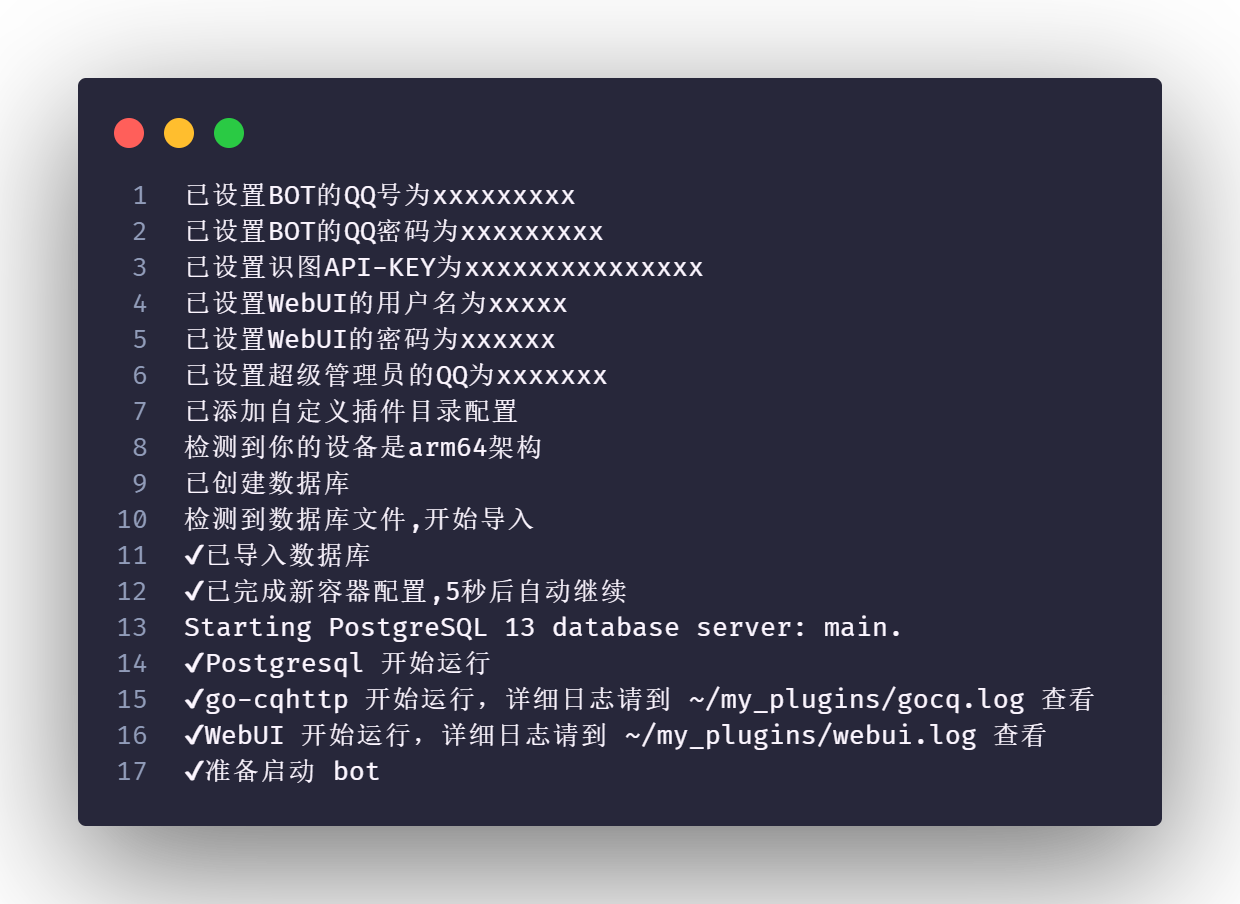 1 已设置BOT的QQ号为xxxxxxxxx
2 已设置BOT的QQ密码为xxxxxxxxx
3 已设置识图API-KEY为xxxxxxxxxxxxxxx
4 已设置WebUI的用户名为xxxxx
5 已设置WebUI的密码为xxxxxx
6 已设置超级管理员的QQ为xxxxxxx
7 已添加自定义插件目录配置
8 检测到你的设备是arm64架构
9 已创建数据库
10 检测到数据库文件,开始导入
11 ✔已导入数据库
12 ✔已完成新容器配置,5秒后自动继续
13 Starting PostgreSQL 13 database server: main.
14 ✔Postgresql 开始运行
15 ✔go-cqhttp 开始运行，详细日志请到 ~/my_plugins/gocq.log 查看
16 ✔WebUI 开始运行，详细日志请到 ~/my_plugins/webui.log 查看
17 ✔准备启动 bot